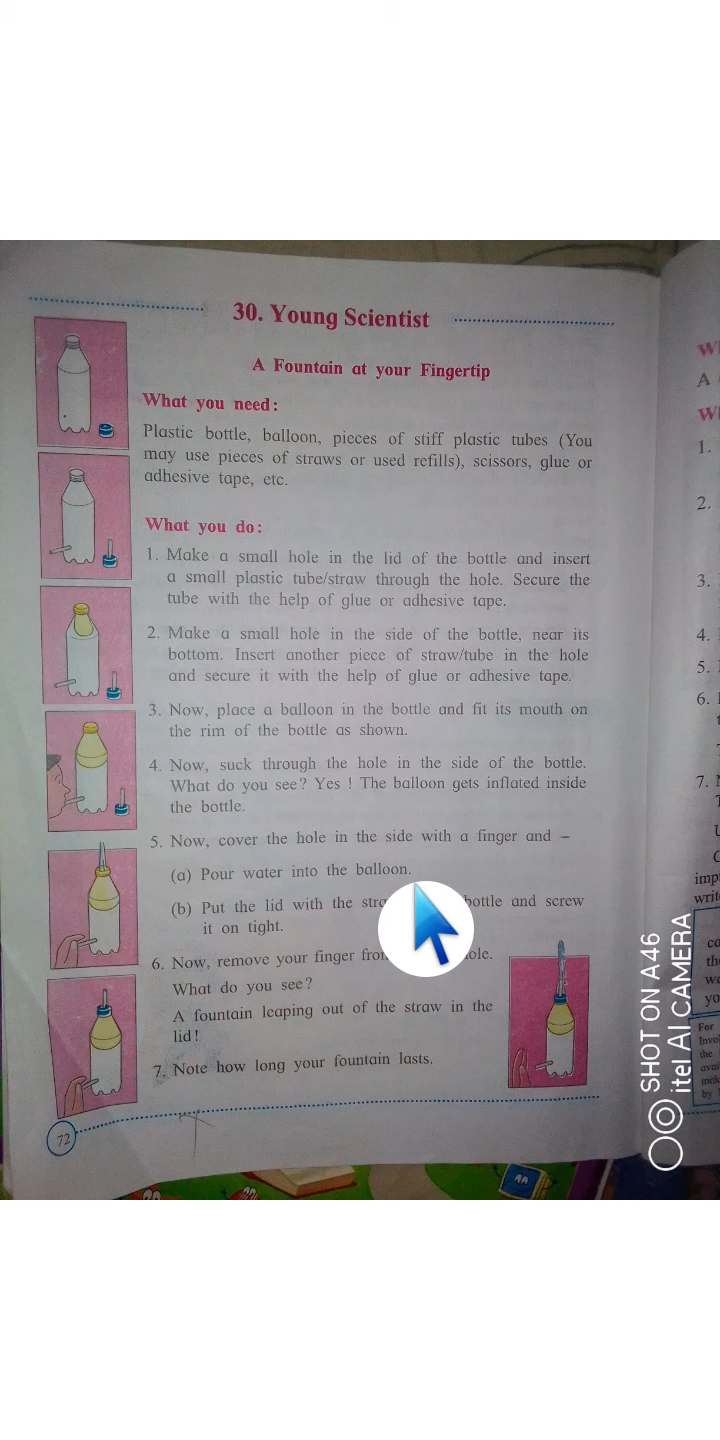 30. Young Scientist
A Fountain at your Fingertip
What you need:
Plastic bottle, balloon, pieces of stiff plastic tubes (You
may use pieces of straws or used refills), scissors, glue or
adhesive tape, etc.
What you do:
1. Make a small hole in the lid of the bottle and insert
a small plastic tube/straw through the hole. Secure the
tube with the help of glue or adhesive tape.
2. Make a small hole in the side of the bottle, near its
bottom. Insert another piece of straw/tube in the hole
and secure it with the help of glue or adhesive tape.
3. Now, place a balloon in the bottle and fit its mouth on
the rim of the bottle as shown.
4. Now, suck through the hole in the side of the bottle.
What do you see? Yes ! The balloon gets inflated inside
the bottle.
5. Now, cover the hole in the side with a finger and –
(a) Pour water into the balloon.
(b) Put the lid with the bottle and screw
it on tight.
6. Now, remove your finger
What do you see?
A fountain leaping out of the straw in the
lid!
7. Note how long your fountain lasts.
72
A
1.
2.
3.
4.
5.
6.
7.
For
the
by
SHOT ON A46
itel AI CAMERA